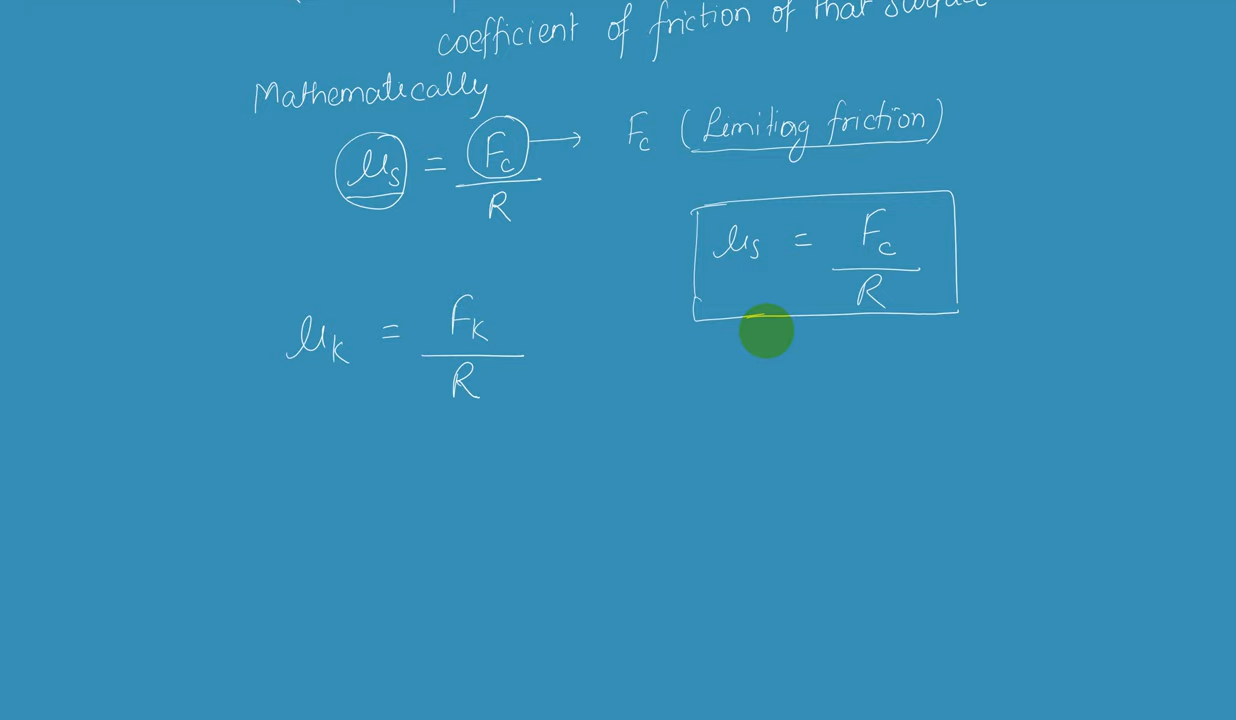 coefficient of friction of that surface
Mathematically
μs = Fc / R → Fc (Limiting friction)
μs = Fc / R
μK = FK / R